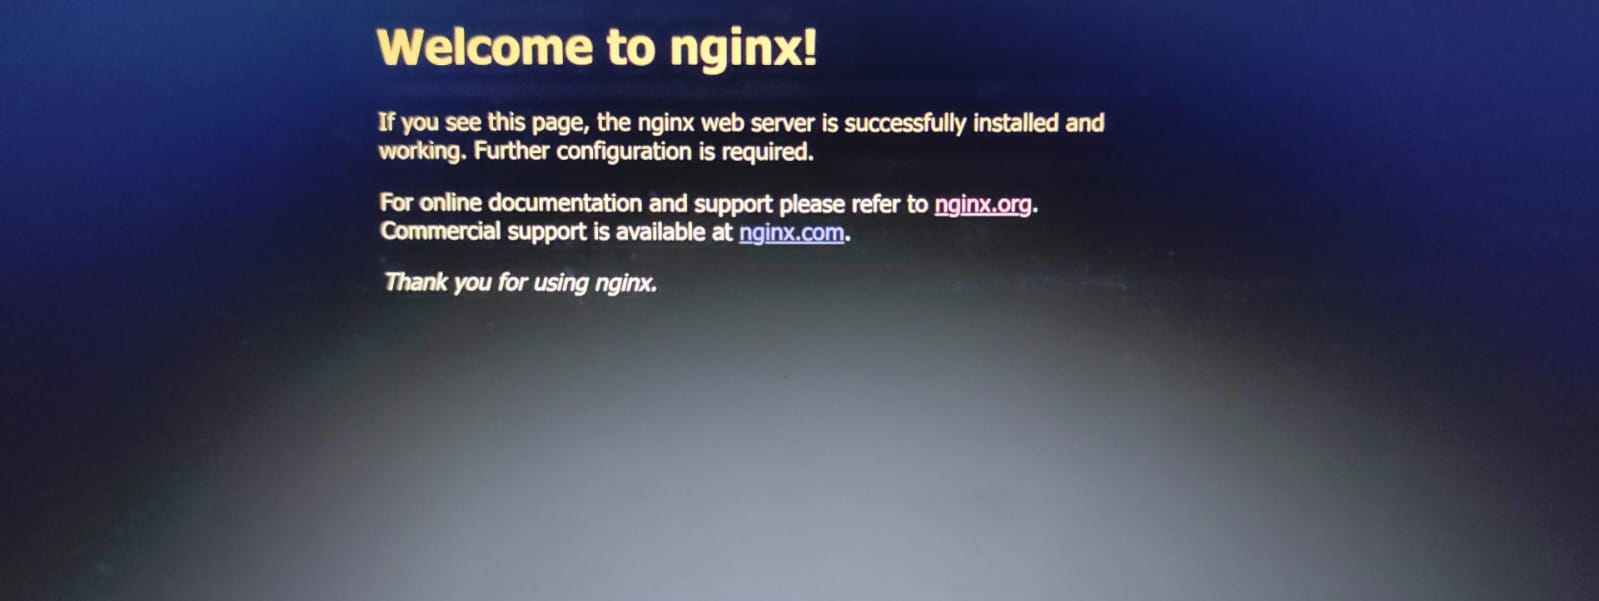 Welcome to nginx!
If you see this page, the nginx web server is successfully installed and
working. Further configuration is required.
For online documentation and support please refer to nginx.org.
Commercial support is available at nginx.com.
Thank you for using nginx.